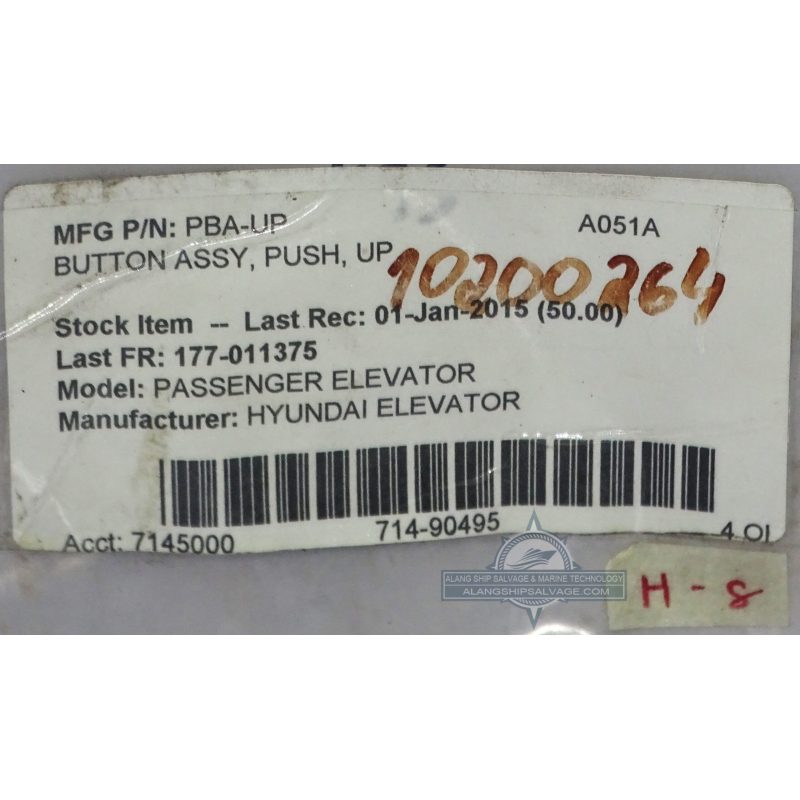 MFG P/N: PBA-UP A051A
BUTTON ASSY, PUSH, UP
10200264
Stock Item -- Last Rec: 01-Jan-2015 (50.00)
Last FR: 177-011375
Model: PASSENGER ELEVATOR
Manufacturer: HYUNDAI ELEVATOR
714-90495
Acct: 7145000
ALANG SHIP SALVAGE & MARINE TECHNOLOGY
ALANGSHIPSALVAGE.COM
H-8